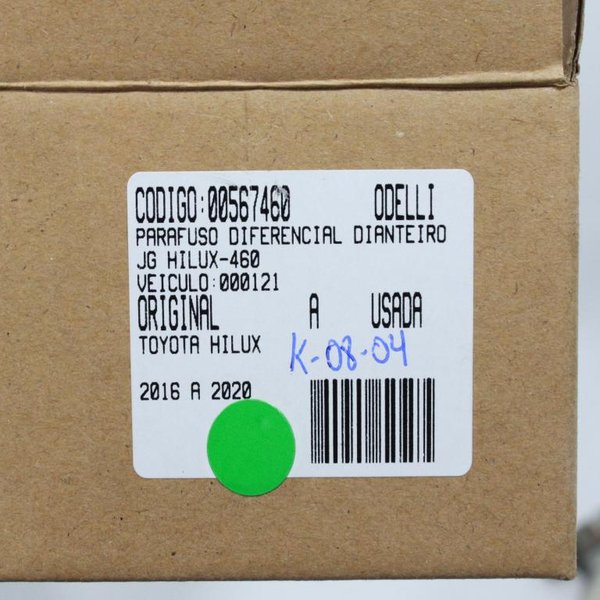 CODIGO:00567460 ODELLI
PARAFUSO DIFERENCIAL DIANTEIRO
JG HILUX-460
VEICULO:000121
ORIGINAL A USADA
TOYOTA HILUX
K-08-04
2016 A 2020